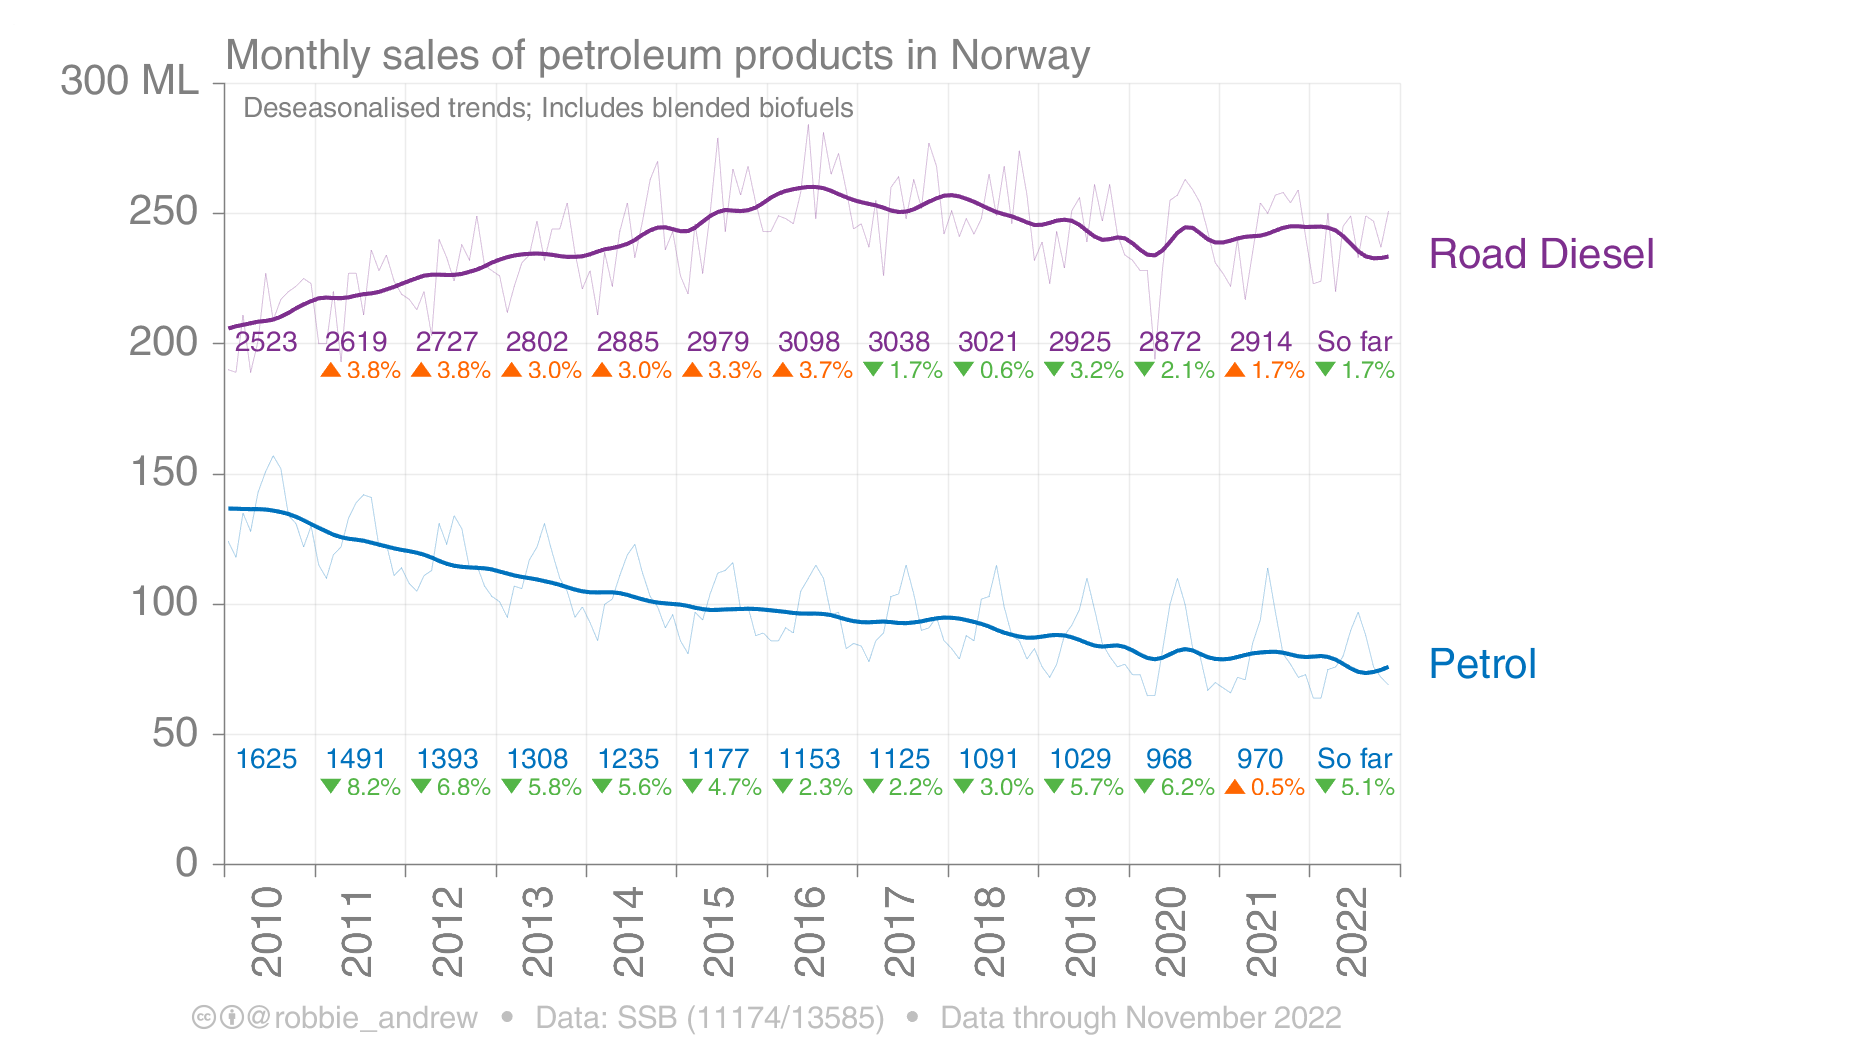 Monthly sales of petroleum products in Norway
300 ML
Deseasonalised trends; Includes blended biofuels
250
Road Diesel
200
2523 2619 2727 2802 2885 2979 3098 3038 3021 2925 2872 2914 So far
▲ 3.8% ▲ 3.8% ▲ 3.0% ▲ 3.0% ▲ 3.3% ▲ 3.7% ▼ 1.7% ▼ 0.6% ▼ 3.2% ▼ 2.1% ▲ 1.7% ▼ 1.7%
150
100
Petrol
50
1625 1491 1393 1308 1235 1177 1153 1125 1091 1029 968 970 So far
▼ 8.2% ▼ 6.8% ▼ 5.8% ▼ 5.6% ▼ 4.7% ▼ 2.3% ▼ 2.2% ▼ 3.0% ▼ 5.7% ▼ 6.2% ▲ 0.5% ▼ 5.1%
0
2010 2011 2012 2013 2014 2015 2016 2017 2018 2019 2020 2021 2022
cc @robbie_andrew • Data: SSB (11174/13585) • Data through November 2022